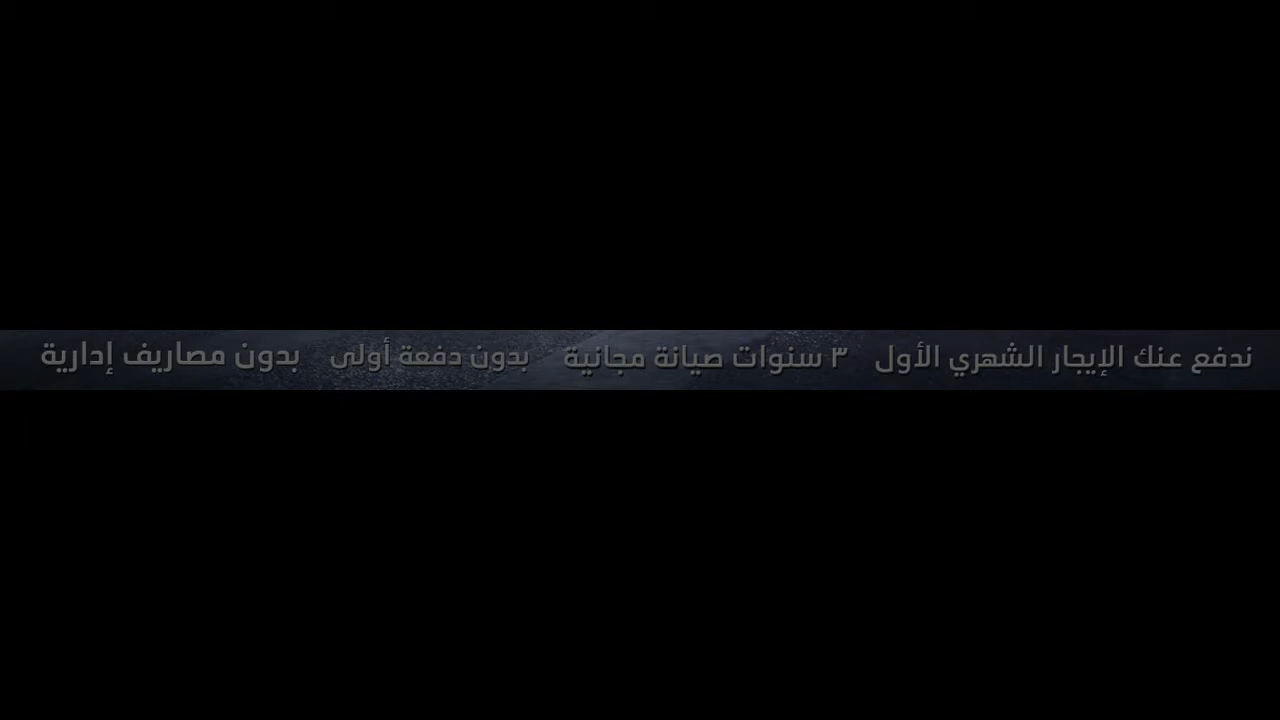 ندفع عنك الإيجار الشهري الأول ٣ سنوات صيانة مجانية بدون دفعة أولى بدون مصاريف إدارية